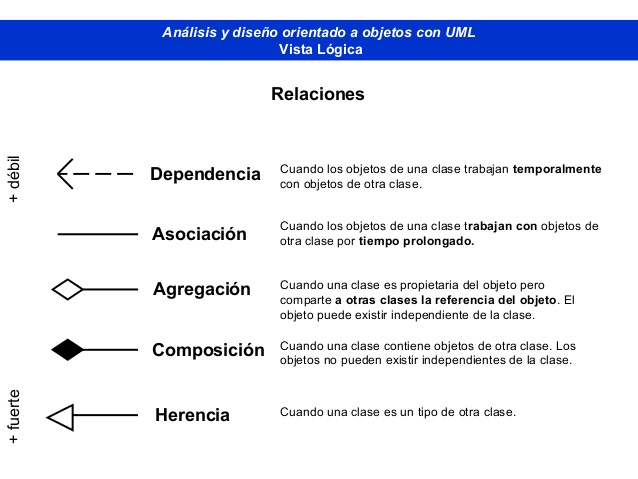 Análisis y diseño orientado a objetos con UML
Vista Lógica
Relaciones
+ débil
Dependencia
Cuando los objetos de una clase trabajan temporalmente
con objetos de otra clase.
Asociación
Cuando los objetos de una clase trabajan con objetos de
otra clase por tiempo prolongado.
Agregación
Cuando una clase es propietaria del objeto pero
comparte a otras clases la referencia del objeto. El
objeto puede existir independiente de la clase.
Composición
Cuando una clase contiene objetos de otra clase. Los
objetos no pueden existir independientes de la clase.
+ fuerte
Herencia
Cuando una clase es un tipo de otra clase.